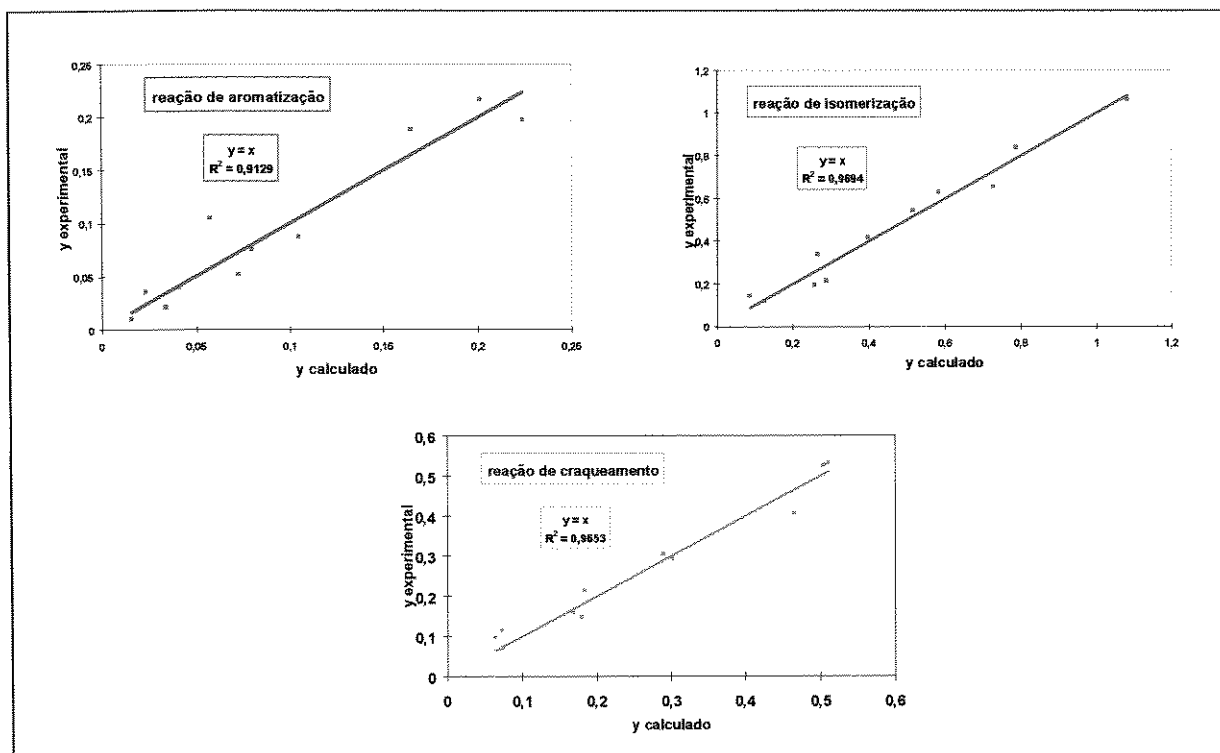 0,25
0,2
0,15
0,1
0,05
0
y experimental
reação de aromatização
y = x
R² = 0,9129
0
0,05
0,1
0,15
0,2
0,25
y calculado
1,2
1
0,8
0,6
0,4
0,2
0
y experimental
reação de isomerização
y = x
R² = 0,9694
0
0,2
0,4
0,6
0,8
1
1,2
y calculado
0,6
0,5
0,4
0,3
0,2
0,1
0
y experimental
reação de craqueamento
y = x
R² = 0,9653
0
0,1
0,2
0,3
0,4
0,5
0,6
y calculado